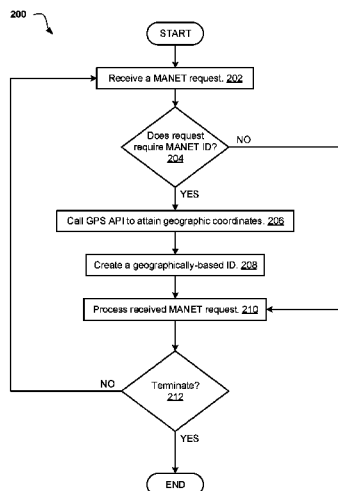 200
START
Receive a MANET request. 202
Does request
require MANET ID?
204
NO
YES
Call GPS API to attain geographic coordinates. 206
Create a geographically-based ID. 208
Process received MANET request. 210
NO
Terminate?
212
YES
END